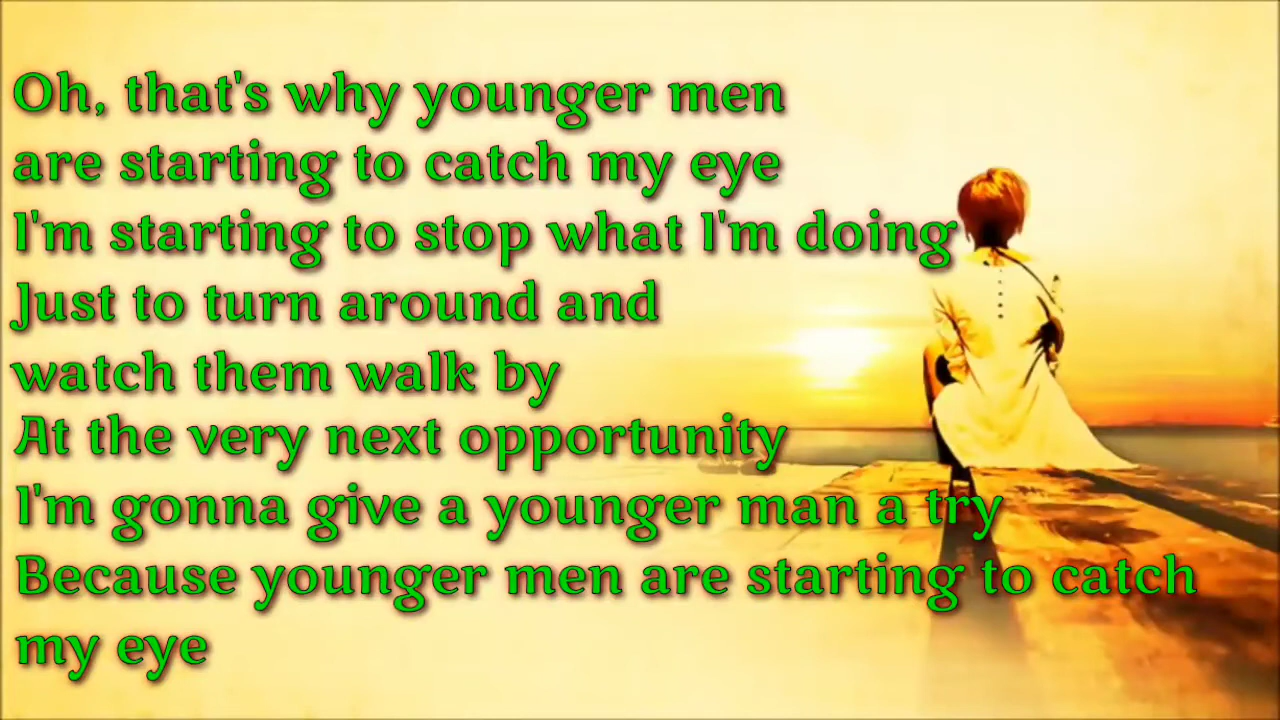 Oh, that's why younger men
are starting to catch my eye
I'm starting to stop what I'm doing
Just to turn around and
watch them walk by
At the very next opportunity
I'm gonna give a younger man a try
Because younger men are starting to catch
my eye